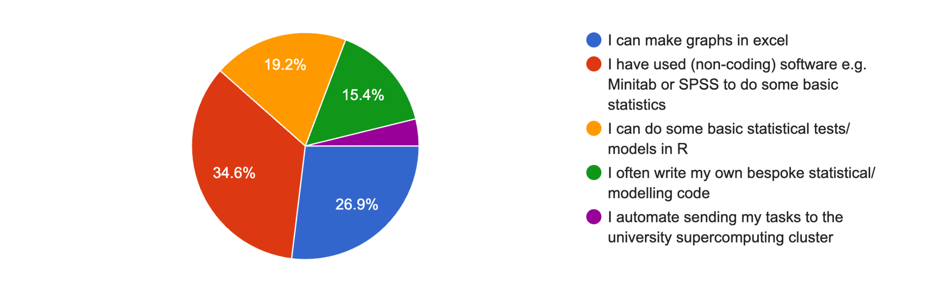 19.2%
15.4%
34.6%
26.9%
I can make graphs in excel
I have used (non-coding) software e.g.
Minitab or SPSS to do some basic
statistics
I can do some basic statistical tests/
models in R
I often write my own bespoke statistical/
modelling code
I automate sending my tasks to the
university supercomputing cluster